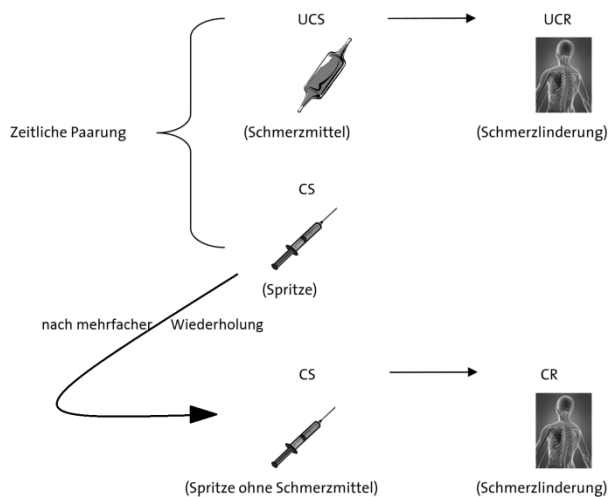 UCS
UCR
Zeitliche Paarung
(Schmerzmittel)
(Schmerzlinderung)
CS
(Spritze)
nach mehrfacher Wiederholung
CS
CR
(Spritze ohne Schmerzmittel)
(Schmerzlinderung)